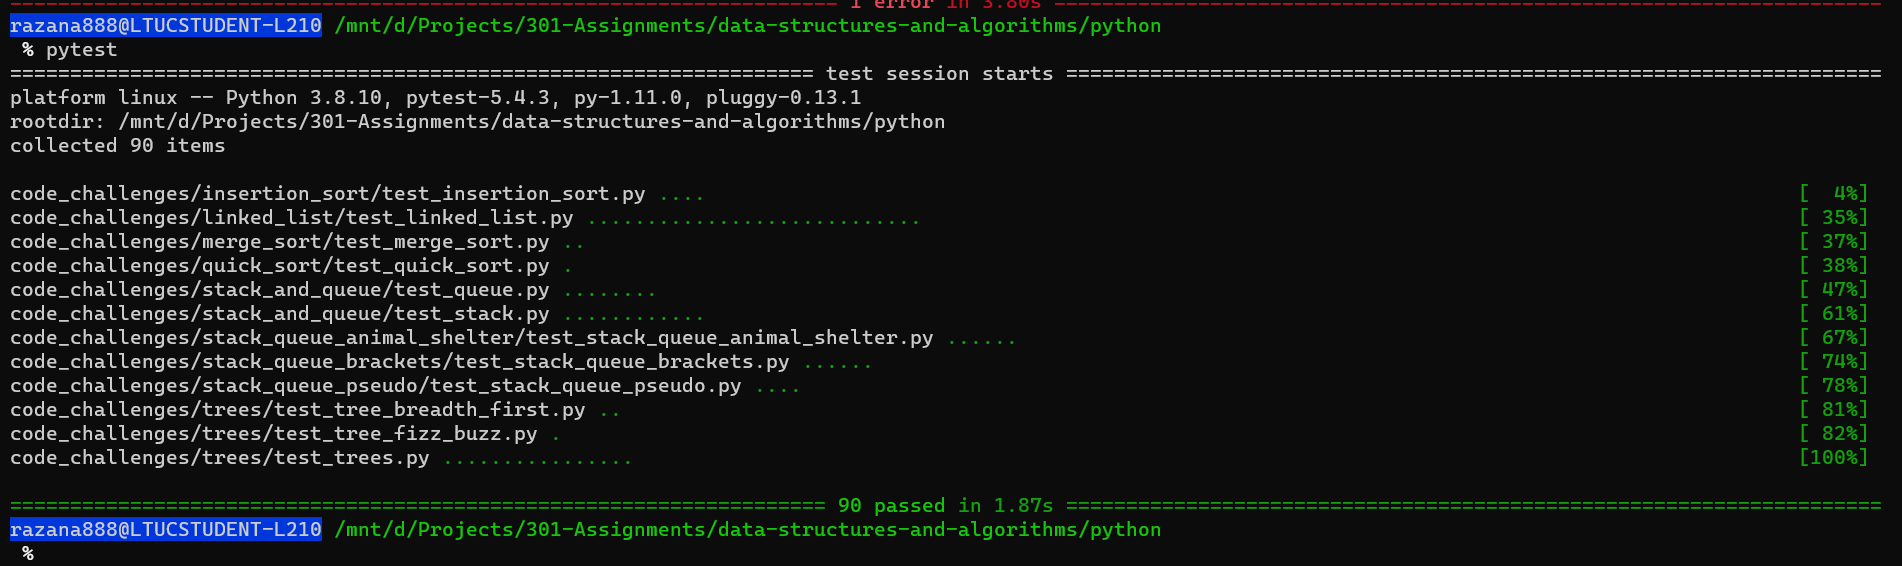 ============================================================================ 1 error in 3.80s =====================================================================
razana888@LTUCSTUDENT-L210 /mnt/d/Projects/301-Assignments/data-structures-and-algorithms/python
% pytest
=================================================================== test session starts ====================================================================
platform linux -- Python 3.8.10, pytest-5.4.3, py-1.11.0, pluggy-0.13.1
rootdir: /mnt/d/Projects/301-Assignments/data-structures-and-algorithms/python
collected 90 items
code_challenges/insertion_sort/test_insertion_sort.py .... [  4%]
code_challenges/linked_list/test_linked_list.py ............................ [ 35%]
code_challenges/merge_sort/test_merge_sort.py .. [ 37%]
code_challenges/quick_sort/test_quick_sort.py . [ 38%]
code_challenges/stack_and_queue/test_queue.py ........ [ 47%]
code_challenges/stack_and_queue/test_stack.py ............ [ 61%]
code_challenges/stack_queue_animal_shelter/test_stack_queue_animal_shelter.py ...... [ 67%]
code_challenges/stack_queue_brackets/test_stack_queue_brackets.py ...... [ 74%]
code_challenges/stack_queue_pseudo/test_stack_queue_pseudo.py .... [ 78%]
code_challenges/trees/test_tree_breadth_first.py .. [ 81%]
code_challenges/trees/test_tree_fizz_buzz.py . [ 82%]
code_challenges/trees/test_trees.py ................ [100%]
==================================================================== 90 passed in 1.87s ====================================================================
razana888@LTUCSTUDENT-L210 /mnt/d/Projects/301-Assignments/data-structures-and-algorithms/python
%